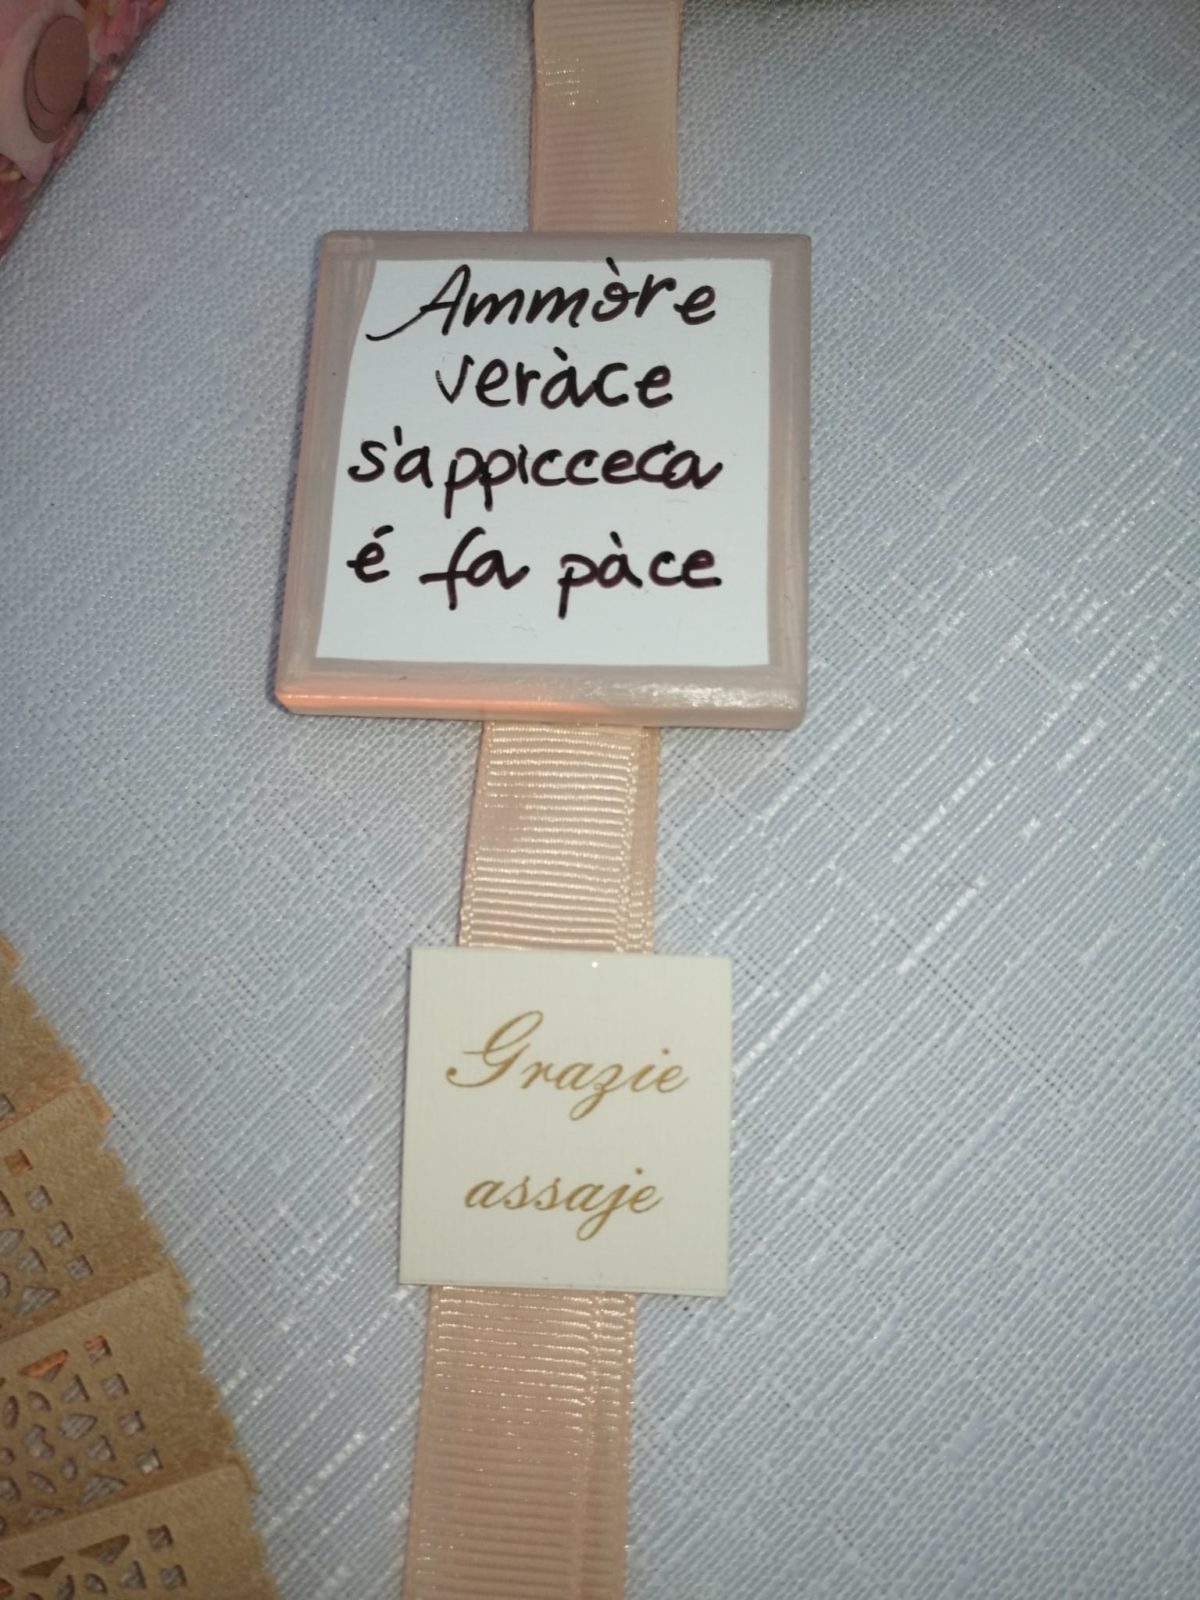 Ammòre
veràce
s'appicceca
é fa pàce
Grazie
assaje